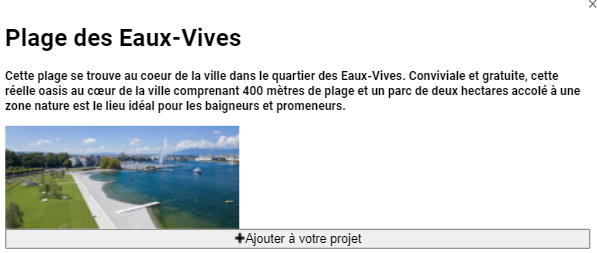 ×
Plage des Eaux-Vives
Cette plage se trouve au coeur de la ville dans le quartier des Eaux-Vives. Conviviale et gratuite, cette
réelle oasis au cœur de la ville comprenant 400 mètres de plage et un parc de deux hectares accolé à une
zone nature est le lieu idéal pour les baigneurs et promeneurs.
+Ajouter à votre projet